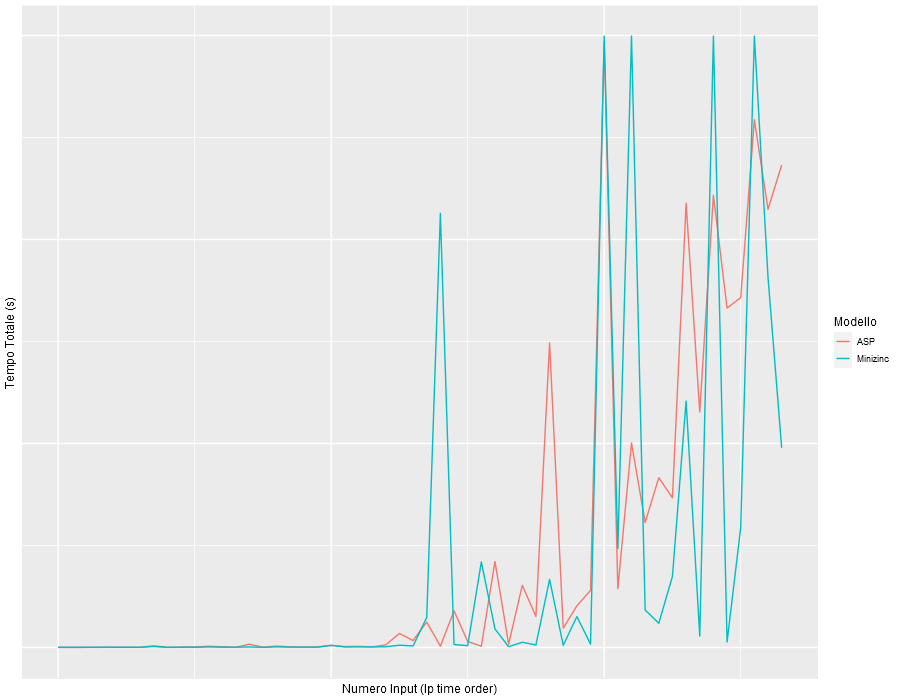 Tempo Totale (s)
Numero Input (lp time order)
Modello
ASP
Minizinc